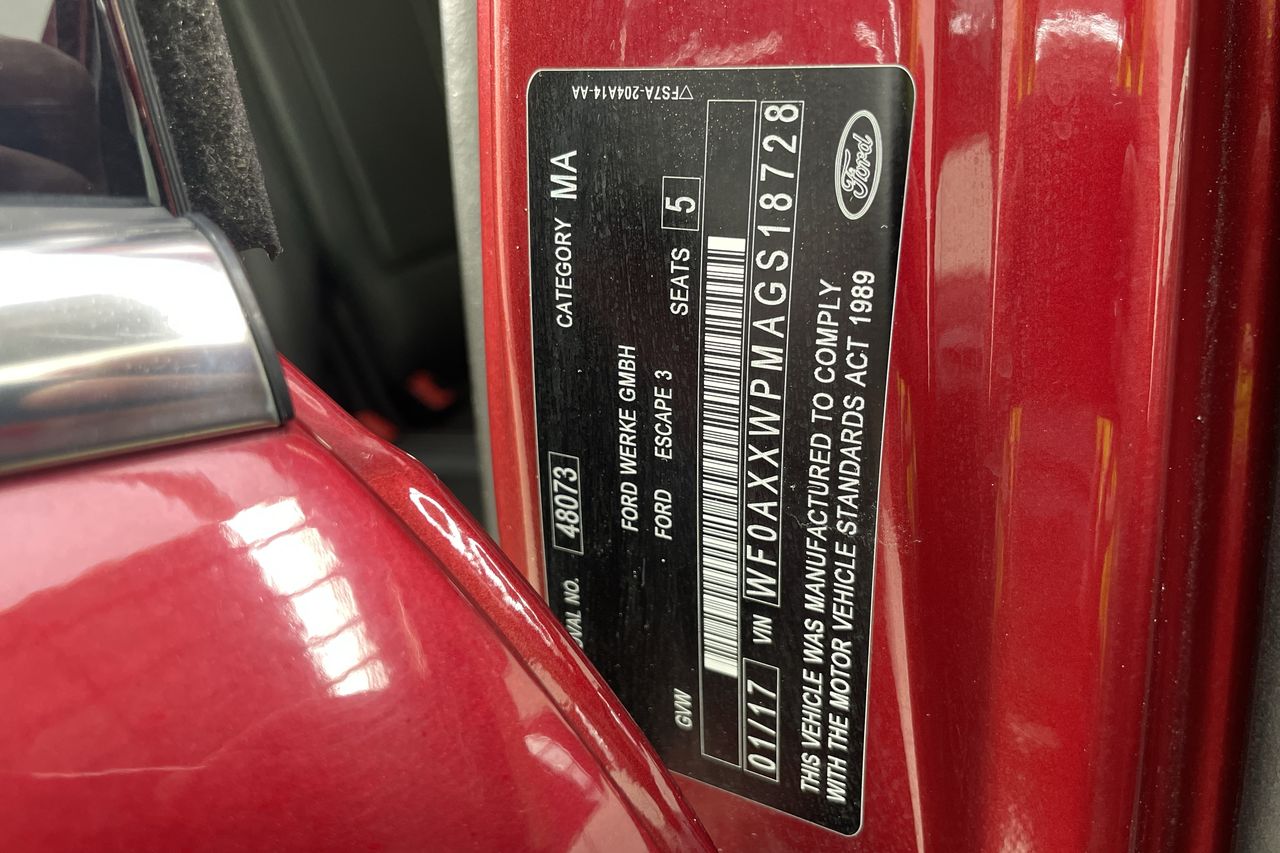 FS7A-204A14-AA
NO. 48073 CATEGORY MA
FORD WERKE GMBH
FORD ESCAPE 3
GVW SEATS 5
01/17 VIN WF0AXXWPMAGS18728
THIS VEHICLE WAS MANUFACTURED TO COMPLY
WITH THE MOTOR VEHICLE STANDARDS ACT 1989
Ford